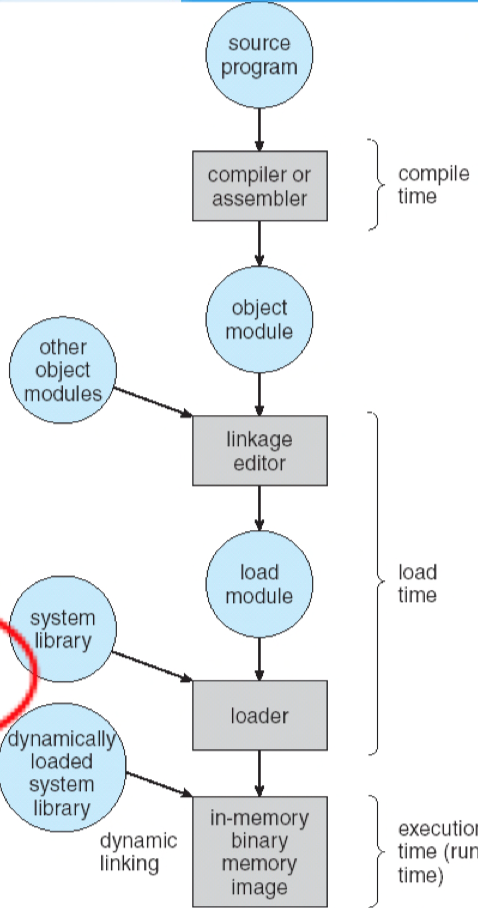 source
program
compiler or
assembler
compile
time
object
module
other
object
modules
linkage
editor
load
module
load
time
system
library
loader
dynamically
loaded
system
library
dynamic
linking
in-memory
binary
memory
image
execution
time (run
time)